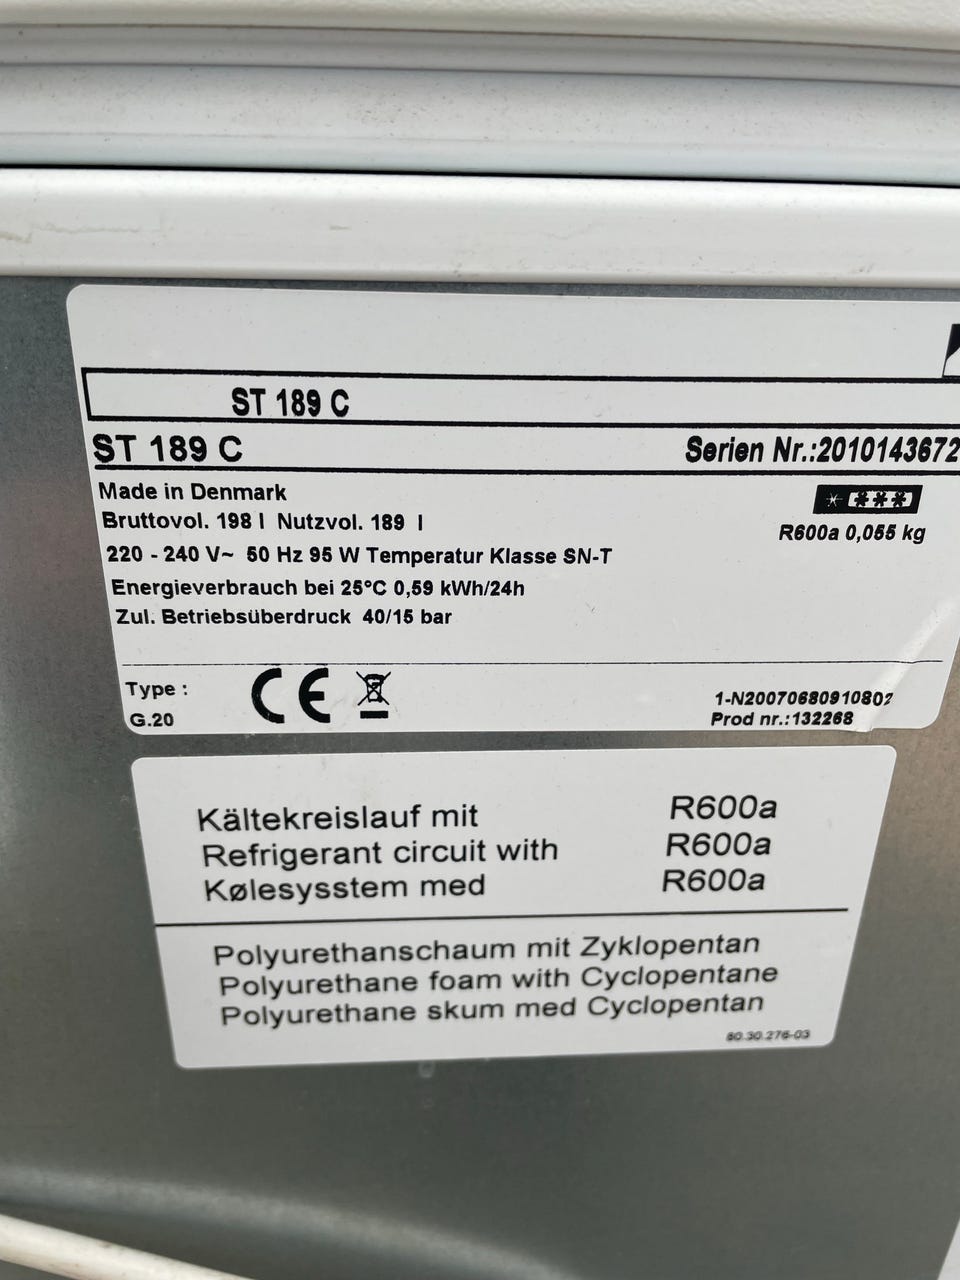 ST 189 C
ST 189 C Serien Nr.:2010143672
Made in Denmark
Bruttovol. 198 l Nutzvol. 189 l
R600a 0,055 kg
220 - 240 V~ 50 Hz 95 W Temperatur Klasse SN-T
Energieverbrauch bei 25°C 0,59 kWh/24h
Zul. Betriebsüberdruck 40/15 bar
Type :
G.20
CE
1-N20070680910802
Prod nr.:132268
Kältekreislauf mit R600a
Refrigerant circuit with R600a
Kølesysstem med R600a
Polyurethanschaum mit Zyklopentan
Polyurethane foam with Cyclopentane
Polyurethane skum med Cyclopentan
80.30.276-03